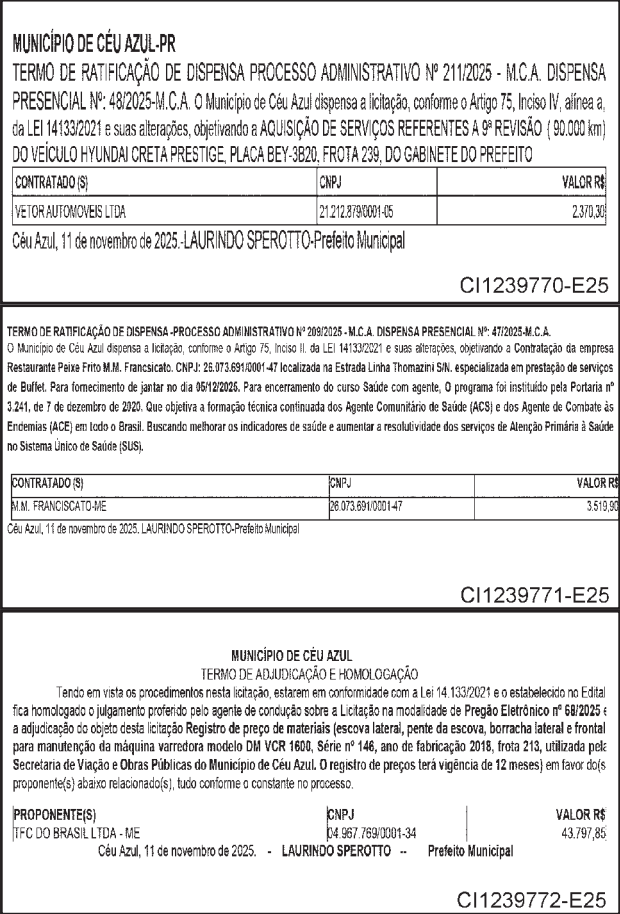 MUNICÍPIO DE CÉU AZUL-PR
TERMO DE RATIFICAÇÃO DE DISPENSA PROCESSO ADMINISTRATIVO Nº 211/2025 - M.C.A. DISPENSA
PRESENCIAL Nº: 48/2025-M.C.A. O Município de Céu Azul dispensa a licitação, conforme o Artigo 75, Inciso IV, alínea a,
da LEI 14133/2021 e suas alterações, objetivando a AQUISIÇÃO DE SERVIÇOS REFERENTES A 9ª REVISÃO ( 90.000 km)
DO VEÍCULO HYUNDAI CRETA PRESTIGE, PLACA BEY-3B20, FROTA 239, DO GABINETE DO PREFEITO
CONTRATADO (S) CNPJ VALOR R$
VETOR AUTOMOVEIS LTDA 21.212.879/0001-05 2.370,30
Céu Azul, 11 de novembro de 2025.-LAURINDO SPEROTTO-Prefeito Municipal
CI1239770-E25
TERMO DE RATIFICAÇÃO DE DISPENSA -PROCESSO ADMINISTRATIVO Nº 209/2025 - M.C.A. DISPENSA PRESENCIAL Nº: 47/2025-M.C.A.
O Município de Céu Azul dispensa a licitação, conforme o Artigo 75, Inciso II. da LEI 14133/2021 e suas alterações, objetivando a Contratação da empresa
Restaurante Peixe Frito M.M. Francsicato. CNPJ: 26.073.691/0001-47 localizada na Estrada Linha Thomazini S/N. especializada em prestação de serviços
de Buffet. Para fornecimento de jantar no dia 05/12/2025. Para encerramento do curso Saúde com agente, O programa foi instituído pela Portaria nº
3.241, de 7 de dezembro de 2020. Que objetiva a formação técnica continuada dos Agente Comunitário de Saúde (ACS) e dos Agente de Combate às
Endemias (ACE) em todo o Brasil. Buscando melhorar os indicadores de saúde e aumentar a resolutividade dos serviços de Atenção Primária à Saúde
no Sistema Único de Saúde (SUS).
CONTRATADO (S) CNPJ VALOR R$
M.M. FRANCISCATO-ME 26.073.691/0001-47 3.519,90
Céu Azul, 11 de novembro de 2025. LAURINDO SPEROTTO-Prefeito Municipal
CI1239771-E25
MUNICÍPIO DE CÉU AZUL
TERMO DE ADJUDICAÇÃO E HOMOLOGAÇÃO
Tendo em vista os procedimentos nesta licitação, estarem em conformidade com a Lei 14.133/2021 e o estabelecido no Edital
fica homologado o julgamento proferido pelo agente de condução sobre a Licitação na modalidade de Pregão Eletrônico nº 68/2025 e
a adjudicação do objeto desta licitação Registro de preço de materiais (escova lateral, pente da escova, borracha lateral e frontal
para manutenção da máquina varredora modelo DM VCR 1608, Série nº 146, ano de fabricação 2018, frota 213, utilizada pela
Secretaria de Viação e Obras Públicas do Município de Céu Azul. O registro de preços terá vigência de 12 meses) em favor do(s
proponente(s) abaixo relacionado(s), tudo conforme o constante no processo.
PROPONENTE(S) CNPJ VALOR R$
TFC DO BRASIL LTDA - ME 04.967.769/0001-34 43.797,85
Céu Azul, 11 de novembro de 2025. - LAURINDO SPEROTTO -- Prefeito Municipal
CI1239772-E25